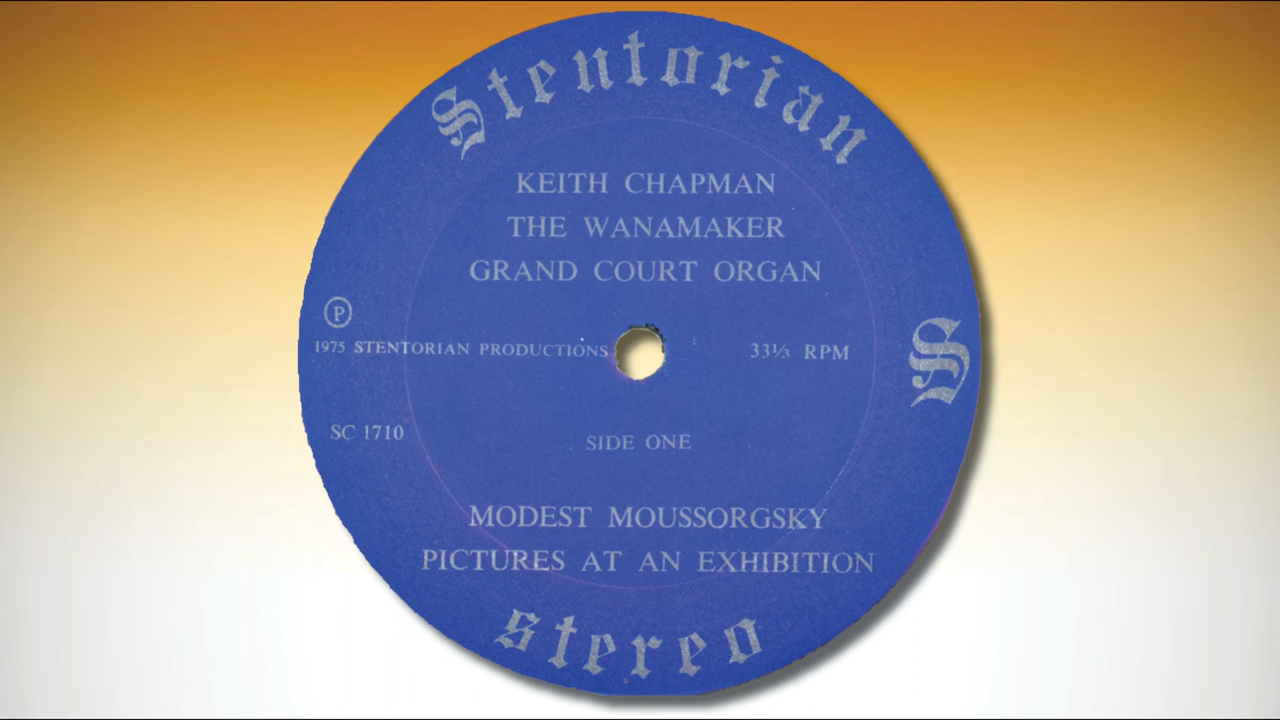 Stentorian
KEITH CHAPMAN
THE WANAMAKER
GRAND COURT ORGAN
Ⓟ
1975 STENTORIAN PRODUCTIONS
33⅓ RPM
S
SC 1710
SIDE ONE
MODEST MOUSSORGSKY
PICTURES AT AN EXHIBITION
stereo